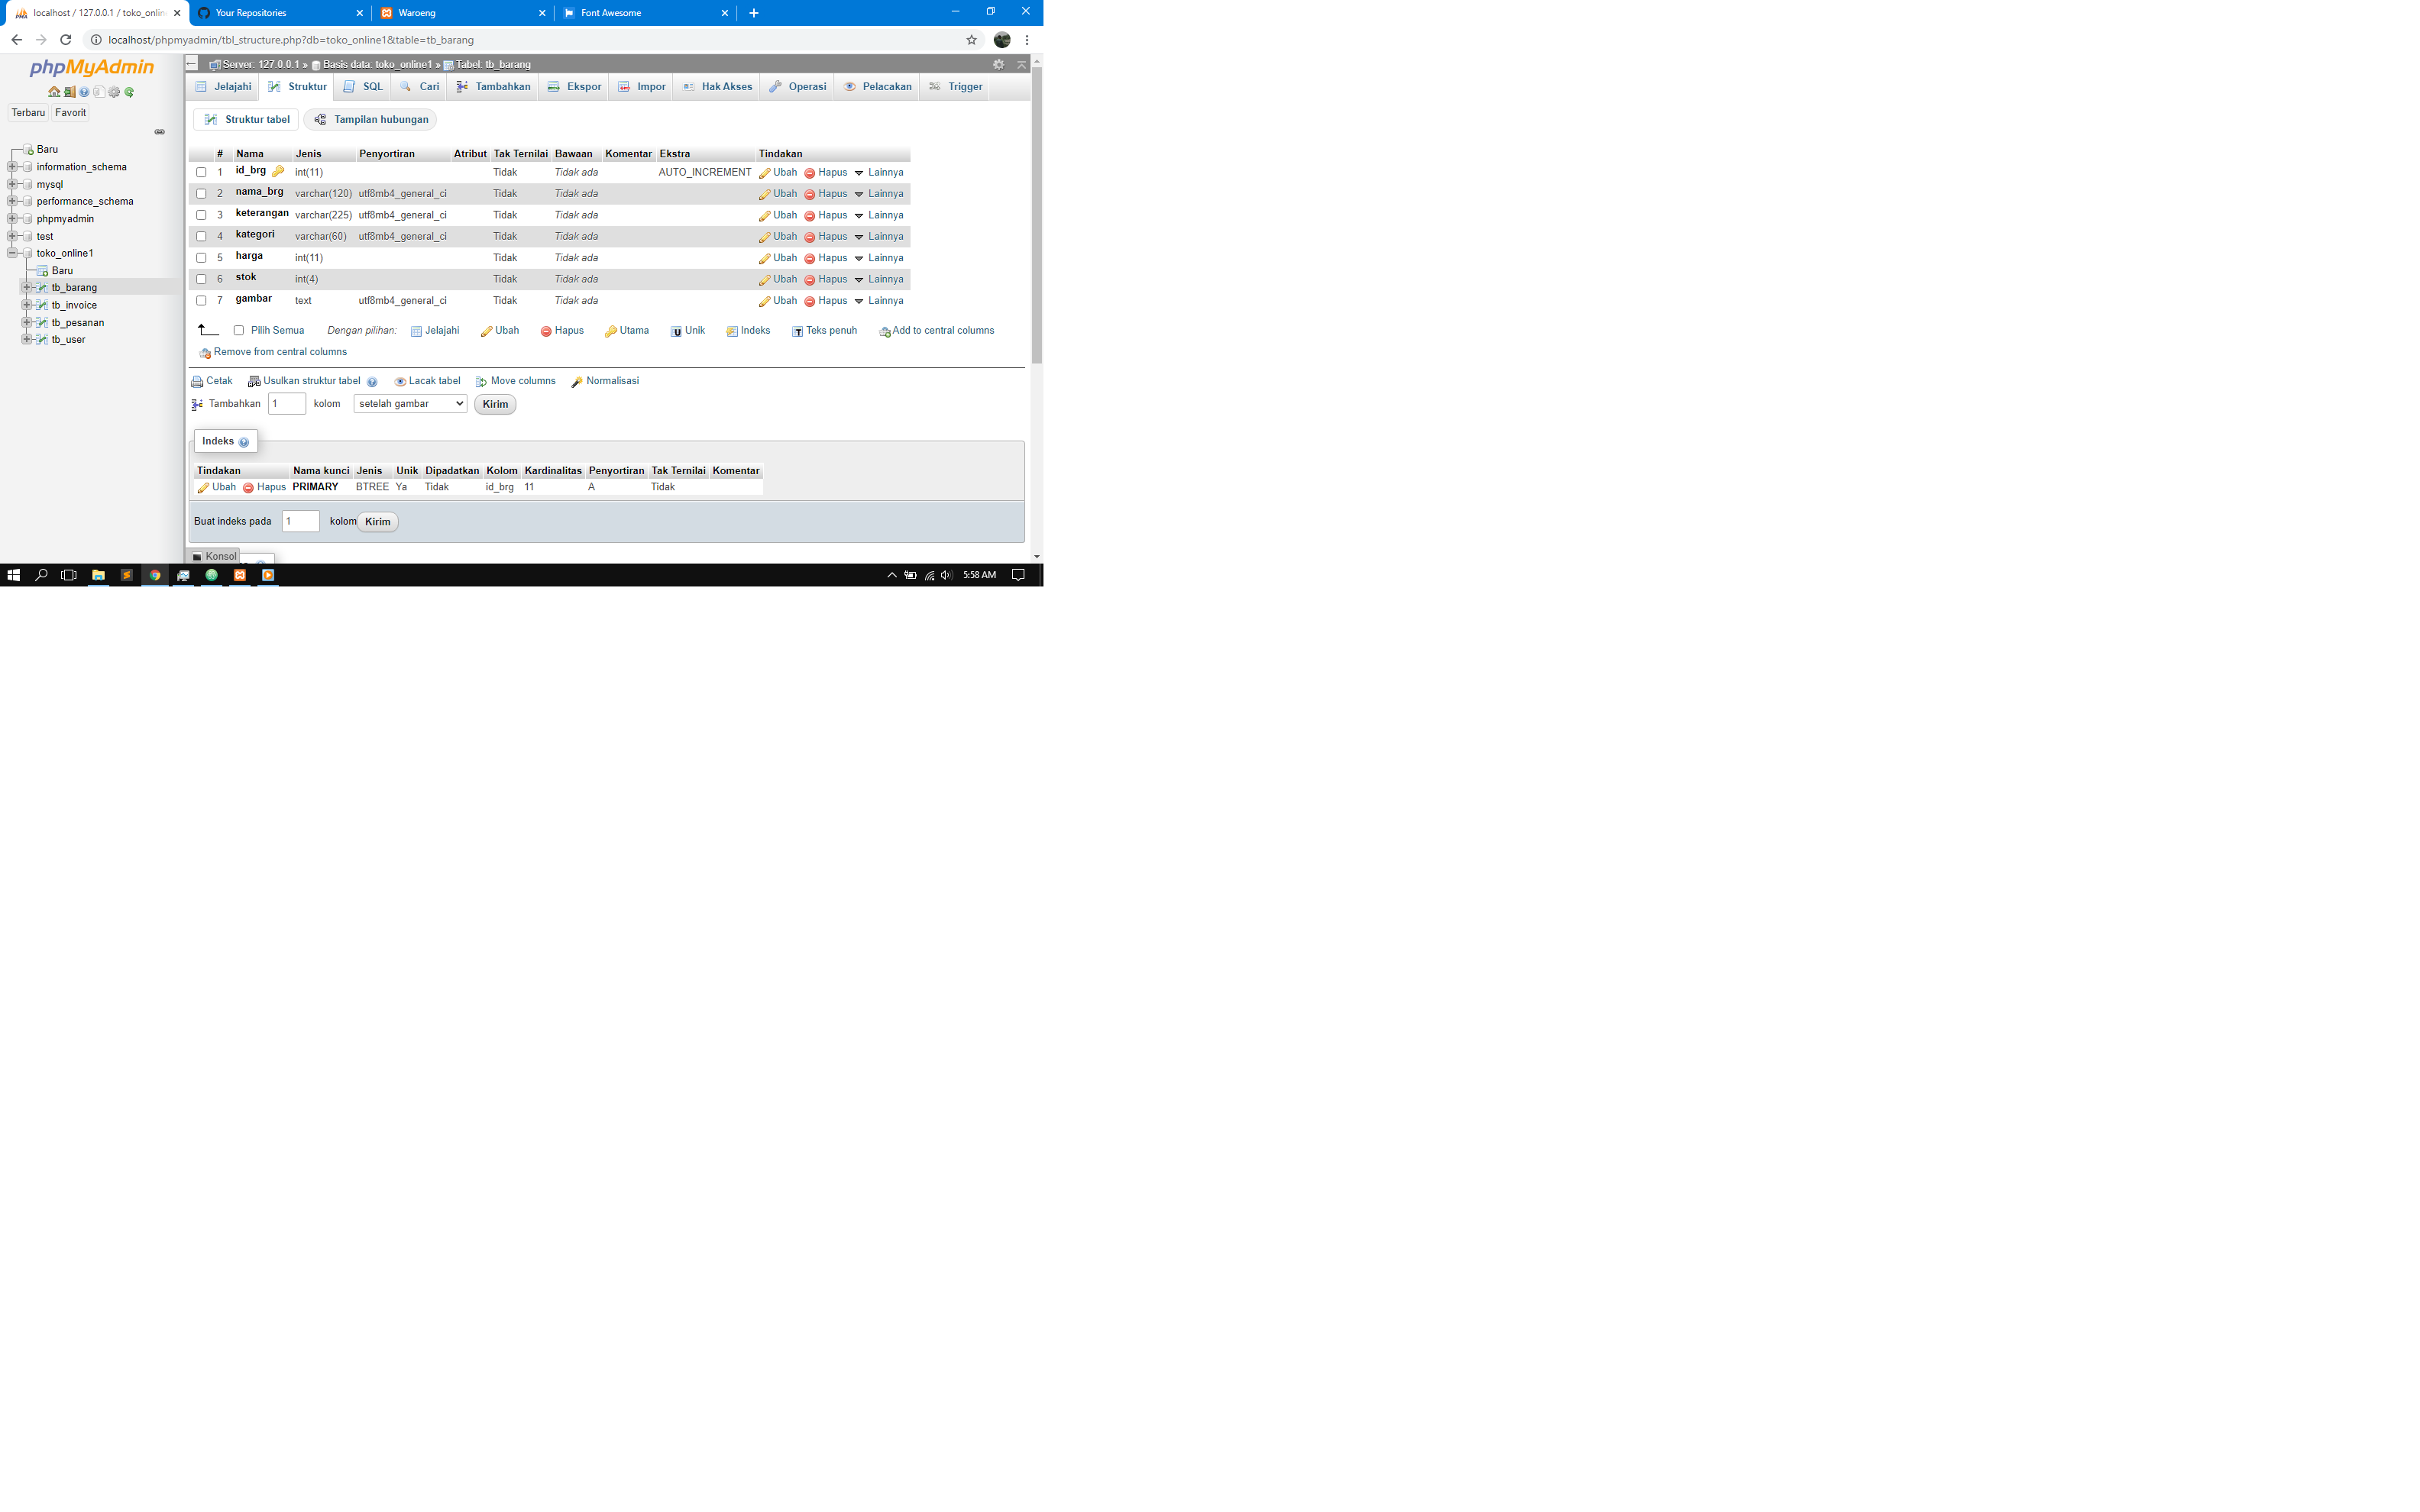 localhost / 127.0.0.1 / toko_onlin
Your Repositories
Waroeng
Font Awesome
localhost/phpmyadmin/tbl_structure.php?db=toko_online1&table=tb_barang
phpMyAdmin
Terbaru Favorit
Baru
information_schema
mysql
performance_schema
phpmyadmin
test
toko_online1
Baru
tb_barang
tb_invoice
tb_pesanan
tb_user
Server: 127.0.0.1 » Basis data: toko_online1 » Tabel: tb_barang
Jelajahi Struktur SQL Cari Tambahkan Ekspor Impor Hak Akses Operasi Pelacakan Trigger
Struktur tabel Tampilan hubungan
# Nama Jenis Penyortiran Atribut Tak Ternilai Bawaan Komentar Ekstra Tindakan
1 id_brg int(11) Tidak Tidak ada AUTO_INCREMENT Ubah Hapus Lainnya
2 nama_brg varchar(120) utf8mb4_general_ci Tidak Tidak ada Ubah Hapus Lainnya
3 keterangan varchar(225) utf8mb4_general_ci Tidak Tidak ada Ubah Hapus Lainnya
4 kategori varchar(60) utf8mb4_general_ci Tidak Tidak ada Ubah Hapus Lainnya
5 harga int(11) Tidak Tidak ada Ubah Hapus Lainnya
6 stok int(4) Tidak Tidak ada Ubah Hapus Lainnya
7 gambar text utf8mb4_general_ci Tidak Tidak ada Ubah Hapus Lainnya
Pilih Semua Dengan pilihan: Jelajahi Ubah Hapus Utama Unik Indeks Teks penuh Add to central columns
Remove from central columns
Cetak Usulkan struktur tabel Lacak tabel Move columns Normalisasi
Tambahkan 1 kolom setelah gambar Kirim
Indeks
Tindakan Nama kunci Jenis Unik Dipadatkan Kolom Kardinalitas Penyortiran Tak Ternilai Komentar
Ubah Hapus PRIMARY BTREE Ya Tidak id_brg 11 A Tidak
Buat indeks pada 1 kolom Kirim
Konsol
5:58 AM